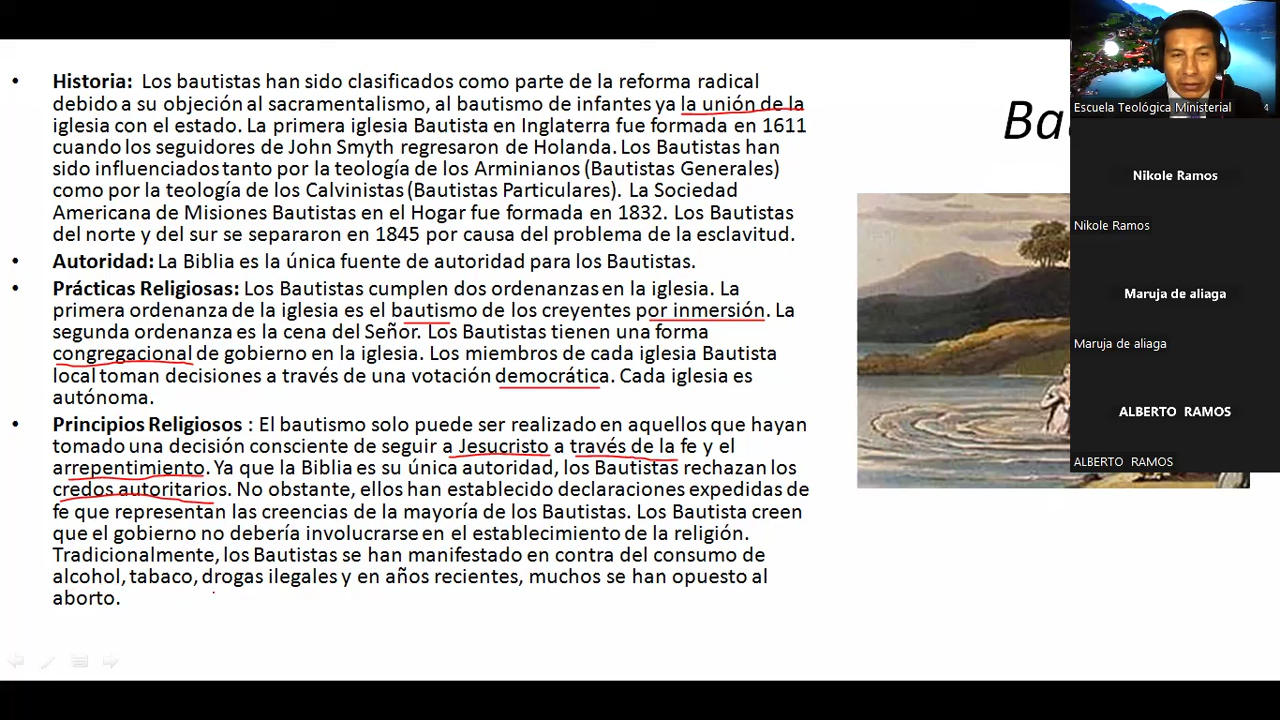 Historia: Los bautistas han sido clasificados como parte de la reforma radical
debido a su objeción al sacramentalismo, al bautismo de infantes ya la unión de la
iglesia con el estado. La primera iglesia Bautista en Inglaterra fue formada en 1611
cuando los seguidores de John Smyth regresaron de Holanda. Los Bautistas han
sido influenciados tanto por la teología de los Arminianos (Bautistas Generales)
como por la teología de los Calvinistas (Bautistas Particulares). La Sociedad
Americana de Misiones Bautistas en el Hogar fue formada en 1832. Los Bautistas
del norte y del sur se separaron en 1845 por causa del problema de la esclavitud.
Autoridad: La Biblia es la única fuente de autoridad para los Bautistas.
Prácticas Religiosas: Los Bautistas cumplen dos ordenanzas en la iglesia. La
primera ordenanza de la iglesia es el bautismo de los creyentes por inmersión. La
segunda ordenanza es la cena del Señor. Los Bautistas tienen una forma
congregacional de gobierno en la iglesia. Los miembros de cada iglesia Bautista
local toman decisiones a través de una votación democrática. Cada iglesia es
autónoma.
Principios Religiosos : El bautismo solo puede ser realizado en aquellos que hayan
tomado una decisión consciente de seguir a Jesucristo a través de la fe y el
arrepentimiento. Ya que la Biblia es su única autoridad, los Bautistas rechazan los
credos autoritarios. No obstante, ellos han establecido declaraciones expedidas de
fe que representan las creencias de la mayoría de los Bautistas. Los Bautista creen
que el gobierno no debería involucrarse en el establecimiento de la religión.
Tradicionalmente, los Bautistas se han manifestado en contra del consumo de
alcohol, tabaco, drogas ilegales y en años recientes, muchos se han opuesto al
aborto.
Escuela Teológica Ministerial
Nikole Ramos
Nikole Ramos
Maruja de aliaga
Maruja de aliaga
ALBERTO RAMOS
ALBERTO RAMOS